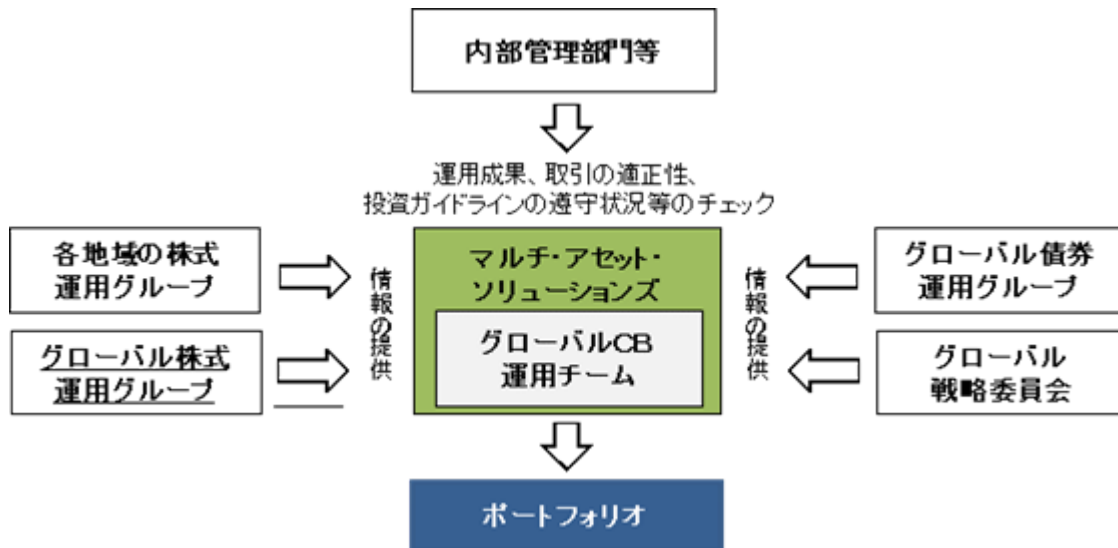 内部管理部門等
運用成果、取引の適正性、
投資ガイドラインの遵守状況等のチェック
各地域の株式
運用グループ
グローバル株式
運用グループ
情報の提供
マルチ・アセット・
ソリューションズ
グローバルCB
運用チーム
情報の提供
グローバル債券
運用グループ
グローバル
戦略委員会
ポートフォリオ